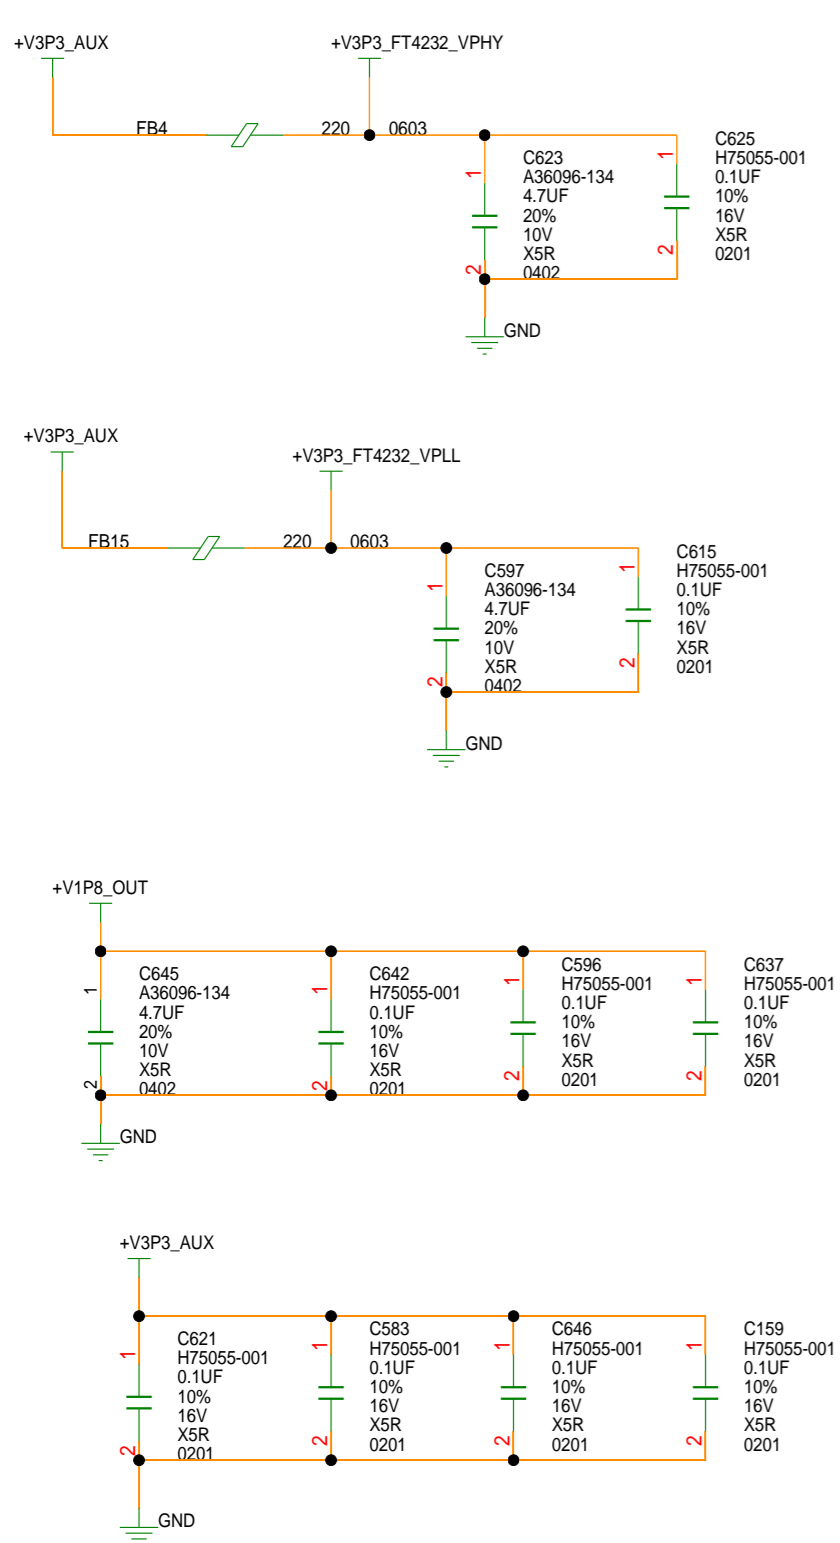 +V3P3_AUX
+V3P3_FT4232_VPHY
FB4
220
0603
1
C623
A36096-134
4.7UF
20%
10V
X5R
0402
2
1
C625
H75055-001
0.1UF
10%
16V
X5R
0201
2
GND
+V3P3_AUX
+V3P3_FT4232_VPLL
FB15
220
0603
1
C597
A36096-134
4.7UF
20%
10V
X5R
0402
2
1
C615
H75055-001
0.1UF
10%
16V
X5R
0201
2
GND
+V1P8_OUT
1
C645
A36096-134
4.7UF
20%
10V
X5R
0402
2
1
C642
H75055-001
0.1UF
10%
16V
X5R
0201
2
1
C596
H75055-001
0.1UF
10%
16V
X5R
0201
2
1
C637
H75055-001
0.1UF
10%
16V
X5R
0201
2
GND
+V3P3_AUX
1
C621
H75055-001
0.1UF
10%
16V
X5R
0201
2
1
C583
H75055-001
0.1UF
10%
16V
X5R
0201
2
1
C646
H75055-001
0.1UF
10%
16V
X5R
0201
2
1
C159
H75055-001
0.1UF
10%
16V
X5R
0201
2
GND